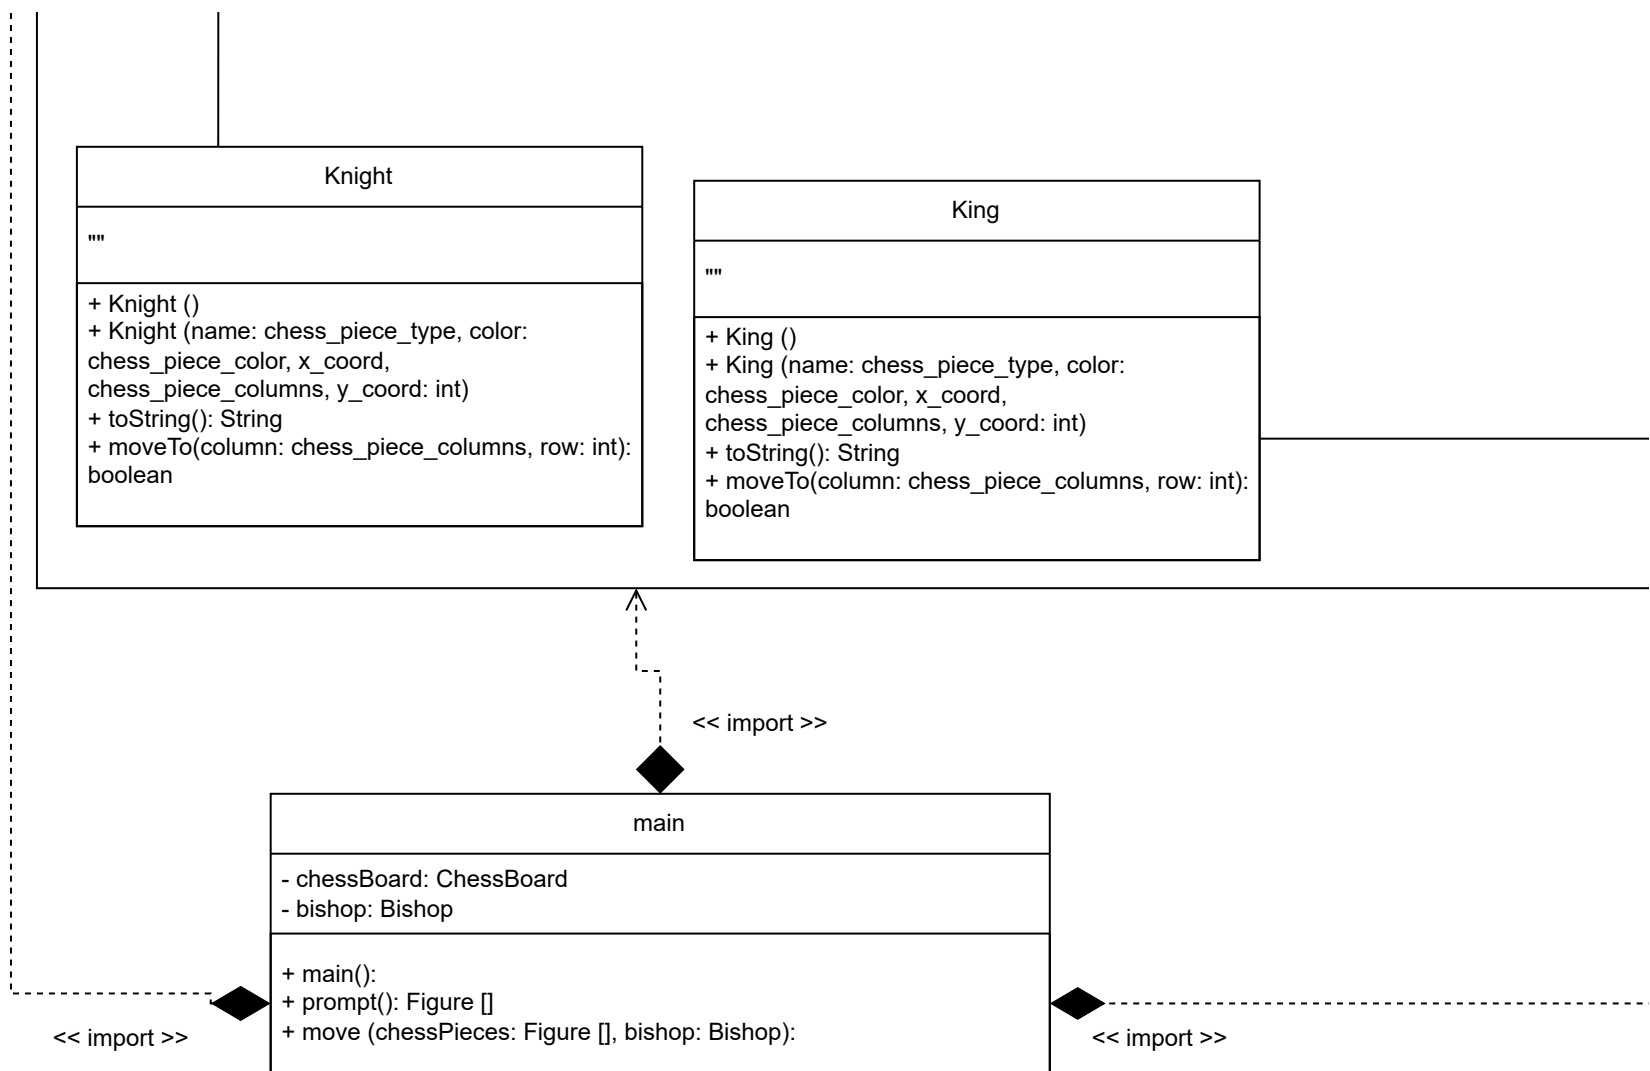 Knight
""
+ Knight ()
+ Knight (name: chess_piece_type, color:
chess_piece_color, x_coord,
chess_piece_columns, y_coord: int)
+ toString(): String
+ moveTo(column: chess_piece_columns, row: int):
boolean
King
""
+ King ()
+ King (name: chess_piece_type, color:
chess_piece_color, x_coord,
chess_piece_columns, y_coord: int)
+ toString(): String
+ moveTo(column: chess_piece_columns, row: int):
boolean
<< import >>
main
- chessBoard: ChessBoard
- bishop: Bishop
+ main():
+ prompt(): Figure []
+ move (chessPieces: Figure [], bishop: Bishop):
<< import >>
<< import >>